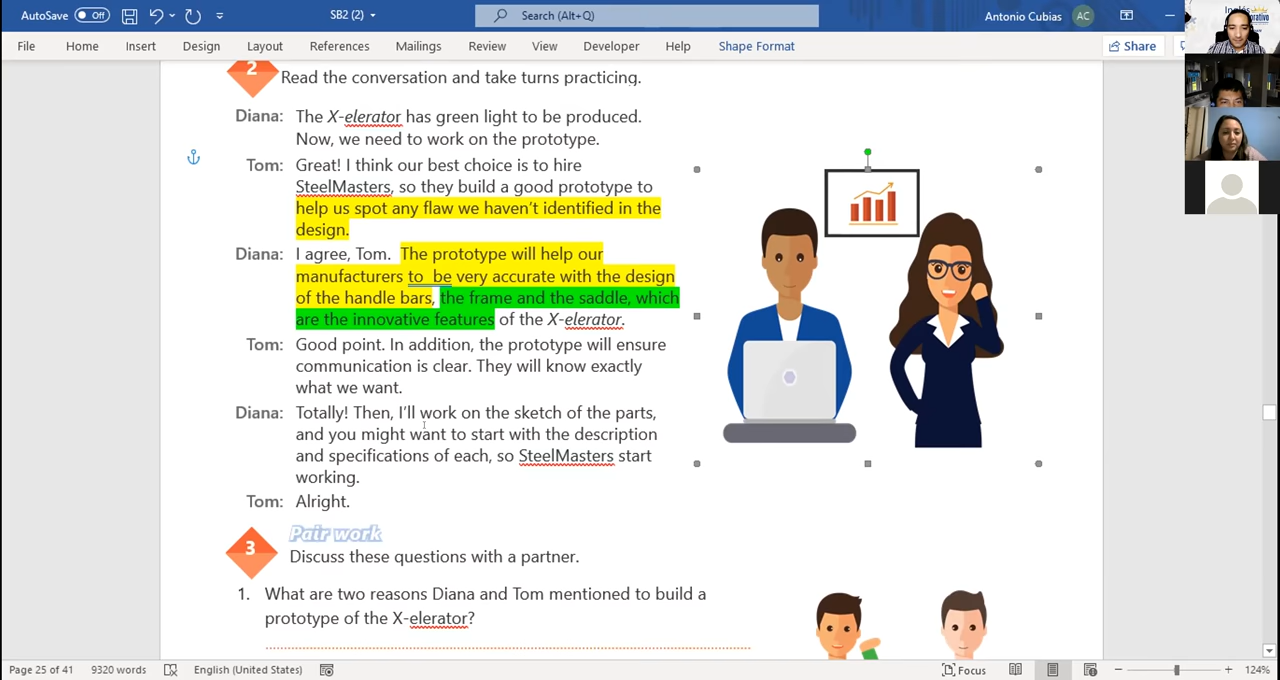 AutoSave Off SB2 (2) Search (Alt+Q) Antonio Cubias AC
File Home Insert Design Layout References Mailings Review View Developer Help Shape Format Share
2 Read the conversation and take turns practicing.
Diana: The X-elerator has green light to be produced.
Now, we need to work on the prototype.
Tom: Great! I think our best choice is to hire
SteelMasters, so they build a good prototype to
help us spot any flaw we haven't identified in the
design.
Diana: I agree, Tom. The prototype will help our
manufacturers to be very accurate with the design
of the handle bars, the frame and the saddle, which
are the innovative features of the X-elerator.
Tom: Good point. In addition, the prototype will ensure
communication is clear. They will know exactly
what we want.
Diana: Totally! Then, I'll work on the sketch of the parts,
and you might want to start with the description
and specifications of each, so SteelMasters start
working.
Tom: Alright.
Pair work
3 Discuss these questions with a partner.
1. What are two reasons Diana and Tom mentioned to build a
prototype of the X-elerator?
Page 25 of 41 9320 words English (United States) Focus 124%